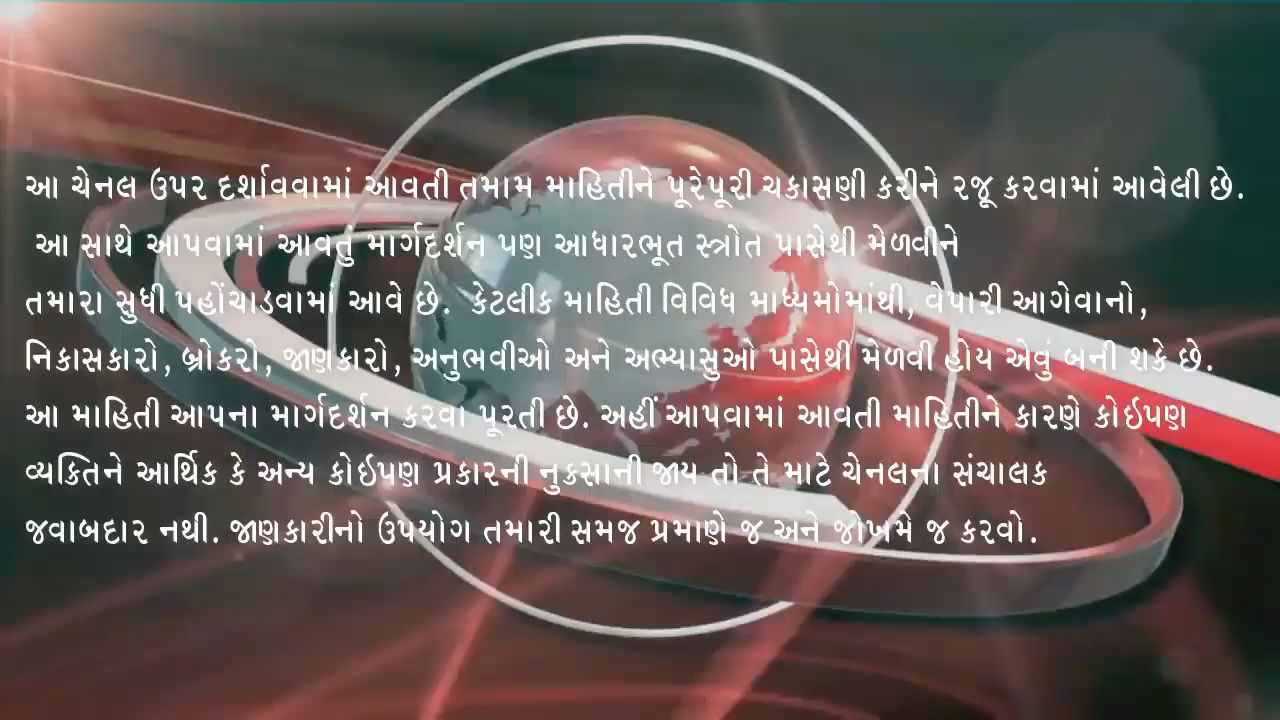 આ ચેનલ ઉપર દર્શાવવામાં આવતી તમામ માહિતીને પૂરેપૂરી ચકાસણી કરીને રજૂ કરવામાં આવેલી છે.
આ સાથે આપવામાં આવતું માર્ગદર્શન પણ આધારભૂત સ્ત્રોત પાસેથી મેળવીને
તમારા સુધી પહોંચાડવામાં આવે છે. કેટલીક માહિતી વિવિધ માધ્યમોમાંથી, વેપારી આગેવાનો,
નિકાસકારો, બ્રોકરો, જાણકારો, અનુભવીઓ અને અભ્યાસુઓ પાસેથી મેળવી હોય એવું બની શકે છે.
આ માહિતી આપના માર્ગદર્શન કરવા પૂરતી છે. અહીં આપવામાં આવતી માહિતીને કારણે કોઇપણ
વ્યકિતને આર્થિક કે અન્ય કોઇપણ પ્રકારની નુકસાની જાય તો તે માટે ચેનલના સંચાલક
જવાબદાર નથી. જાણકારીનો ઉપયોગ તમારી સમજ પ્રમાણે જ અને જોખમે જ કરવો.